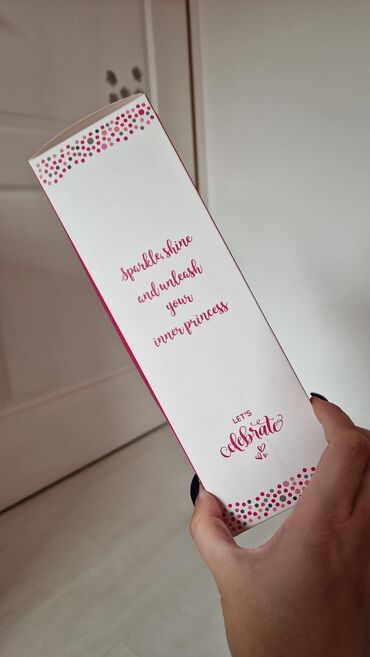 Sparkle, shine
and unleash
your
inner princess
LET'S
celebrate